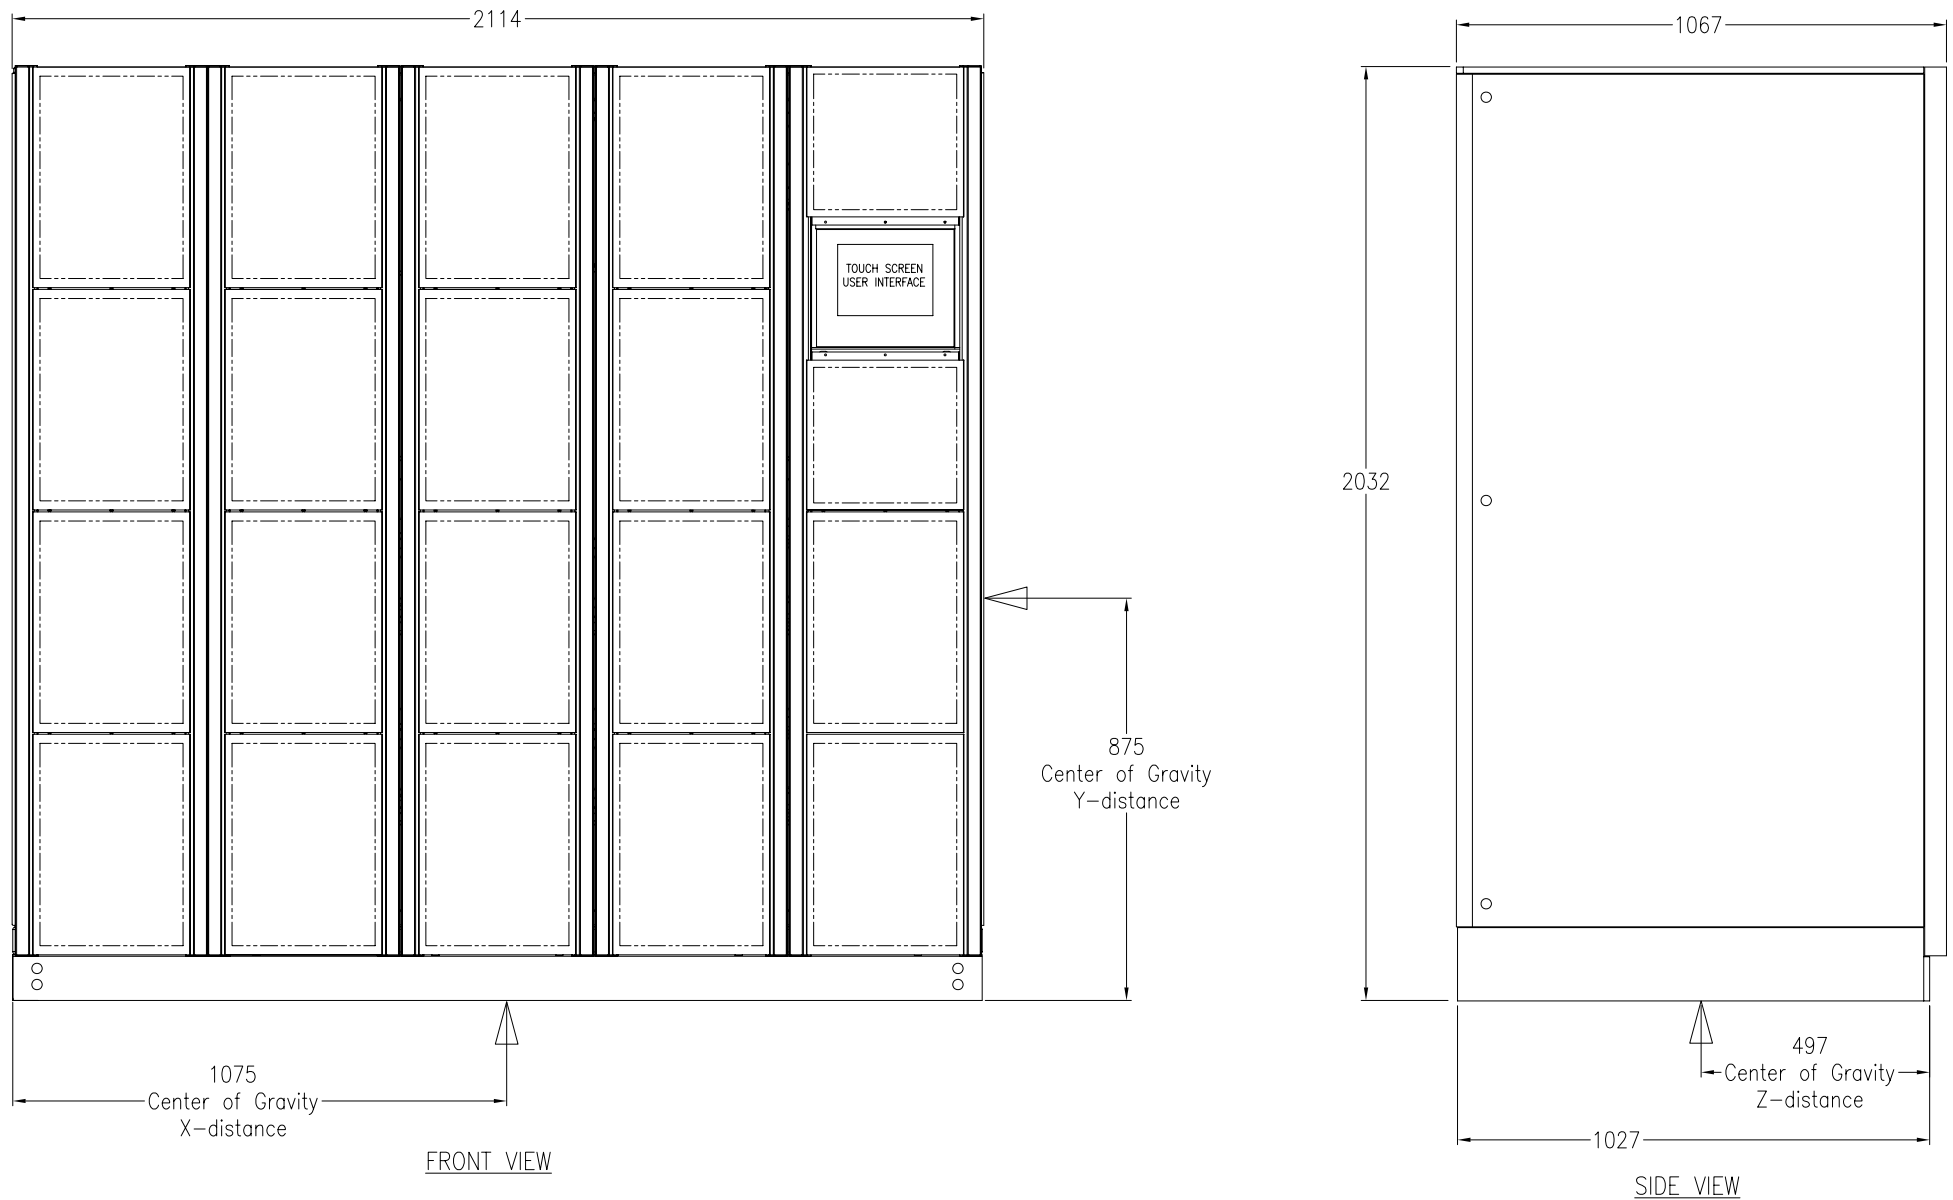 2114
1067
TOUCH SCREEN
USER INTERFACE
2032
875
Center of Gravity
Y-distance
1075
Center of Gravity
X-distance
FRONT VIEW
497
Center of Gravity
Z-distance
1027
SIDE VIEW